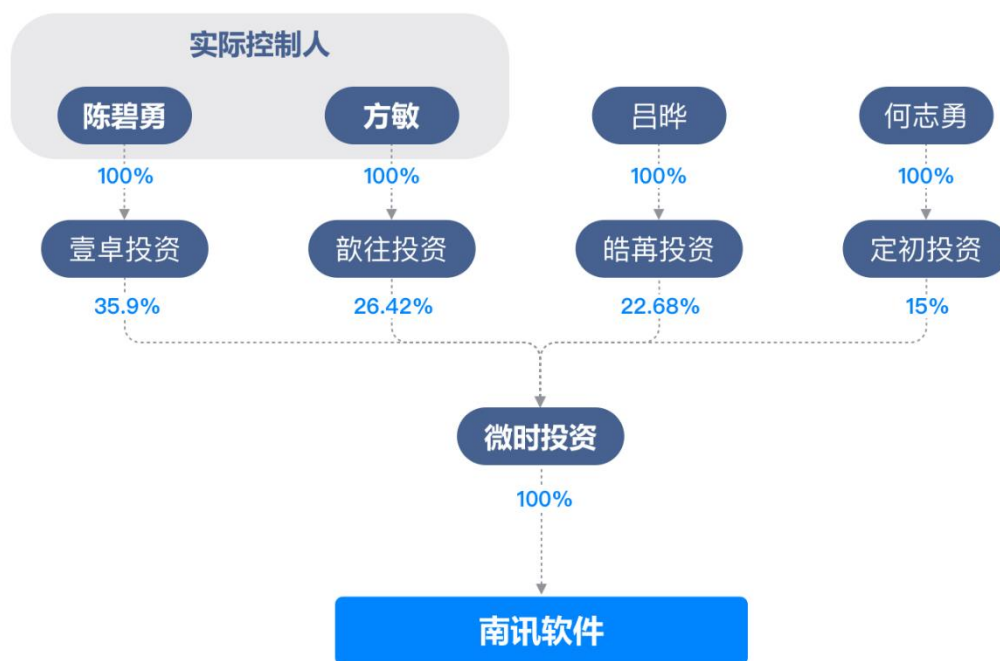 实际控制人
陈碧勇 方敏 吕晔 何志勇
100% 100% 100% 100%
壹卓投资 歆往投资 皓苒投资 定初投资
35.9% 26.42% 22.68% 15%
微时投资
100%
南讯软件